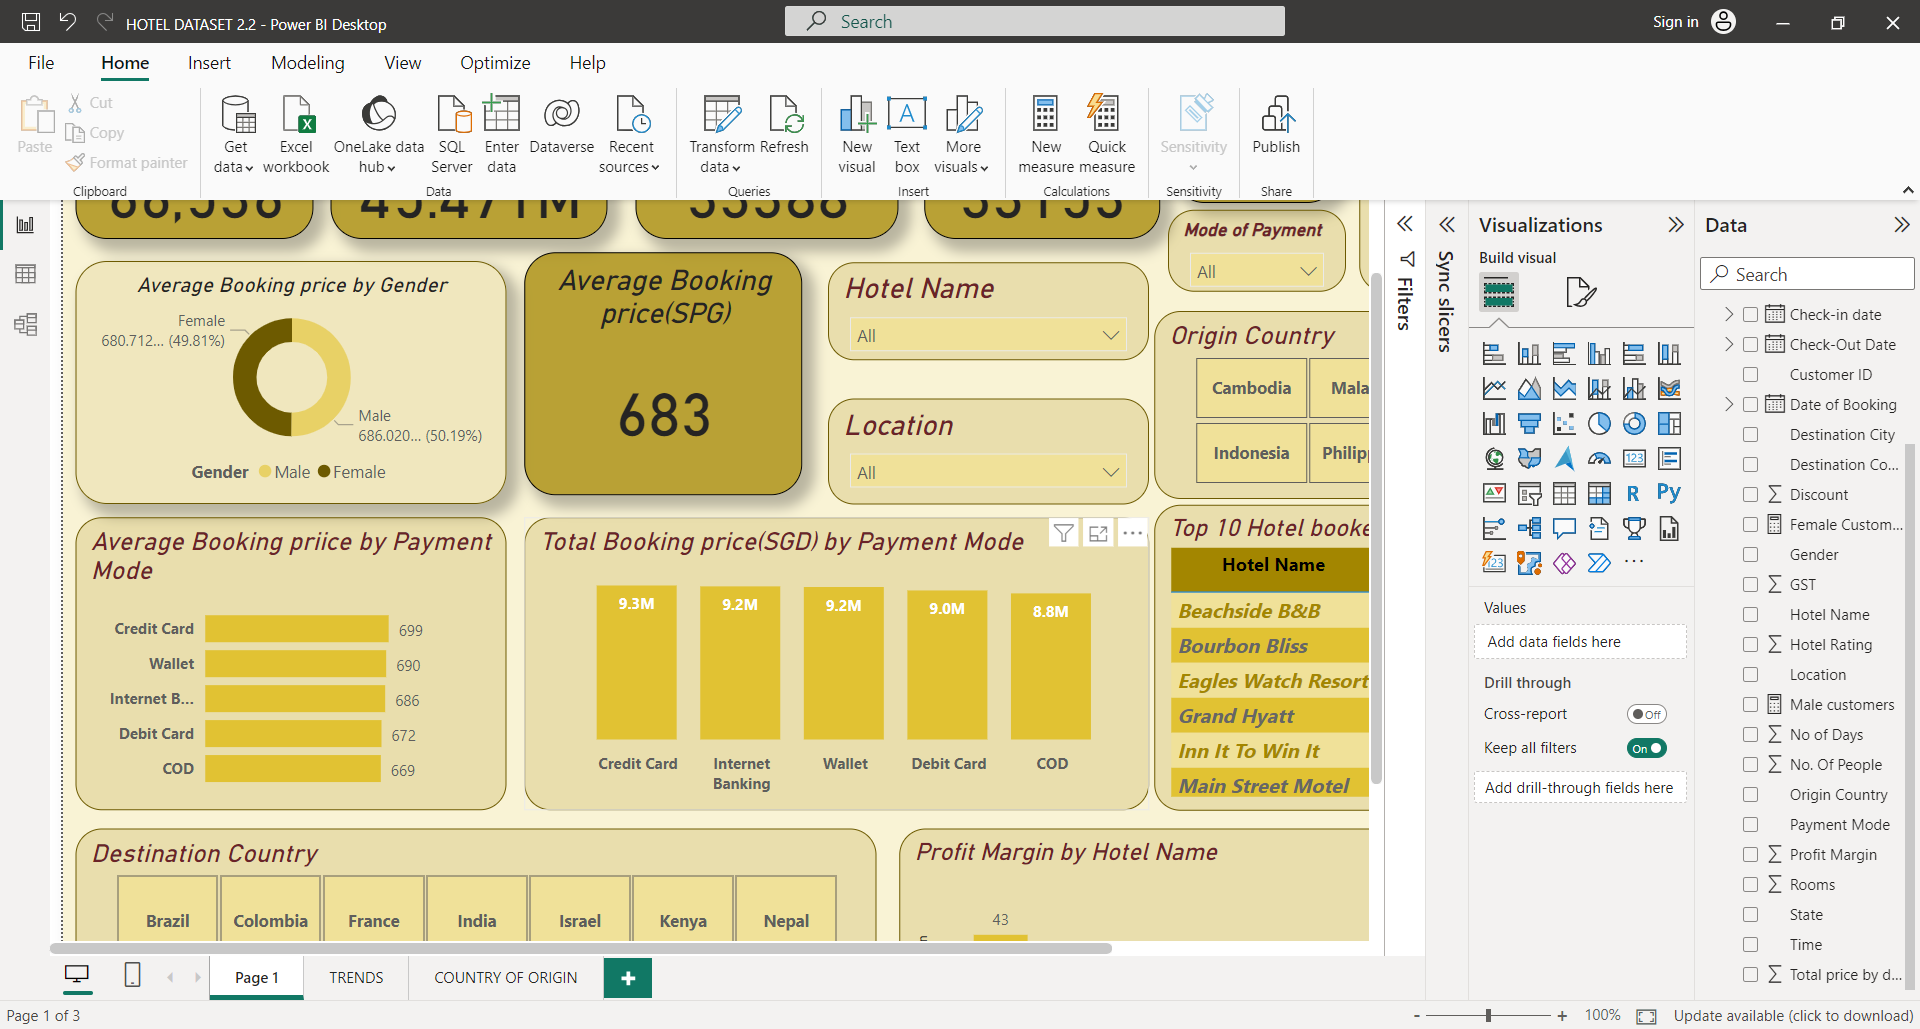 HOTEL DATASET 2.2 - Power BI Desktop
Search
Sign in
File
Home
Insert
Modeling
View
Optimize
Help
Paste
Cut
Copy
Format painter
Clipboard
Get data
Excel workbook
OneLake data hub
SQL Server
Enter data
Dataverse
Recent sources
Data
Transform data
Refresh
Queries
New visual
Text box
More visuals
Insert
New measure
Quick measure
Calculations
Sensitivity
Sensitivity
Publish
Share
Average Booking price by Gender
Female
680.712... (49.81%)
Male
686.020... (50.19%)
Gender
Male
Female
Average Booking
price(SPG)
683
Hotel Name
All
Location
All
Mode of Payment
All
Origin Country
Cambodia
Mala
Indonesia
Philip
Average Booking priice by Payment
Mode
Credit Card
699
Wallet
690
Internet B...
686
Debit Card
672
COD
669
Total Booking price(SGD) by Payment Mode
9.3M
9.2M
9.2M
9.0M
8.8M
Credit Card
Internet
Banking
Wallet
Debit Card
COD
Top 10 Hotel booke
Hotel Name
Beachside B&B
Bourbon Bliss
Eagles Watch Resort
Grand Hyatt
Inn It To Win It
Main Street Motel
Destination Country
Brazil
Colombia
France
India
Israel
Kenya
Nepal
Profit Margin by Hotel Name
43
Filters
Sync slicers
Visualizations
Build visual
123
R
Py
123
Values
Add data fields here
Drill through
Cross-report
Off
Keep all filters
On
Add drill-through fields here
Data
Search
Check-in date
Check-Out Date
Customer ID
Date of Booking
Destination City
Destination Co...
Discount
Female Custom...
Gender
GST
Hotel Name
Hotel Rating
Location
Male customers
No of Days
No. Of People
Origin Country
Payment Mode
Profit Margin
Rooms
State
Time
Total price by d...
Page 1
TRENDS
COUNTRY OF ORIGIN
Page 1 of 3
100%
Update available (click to download)